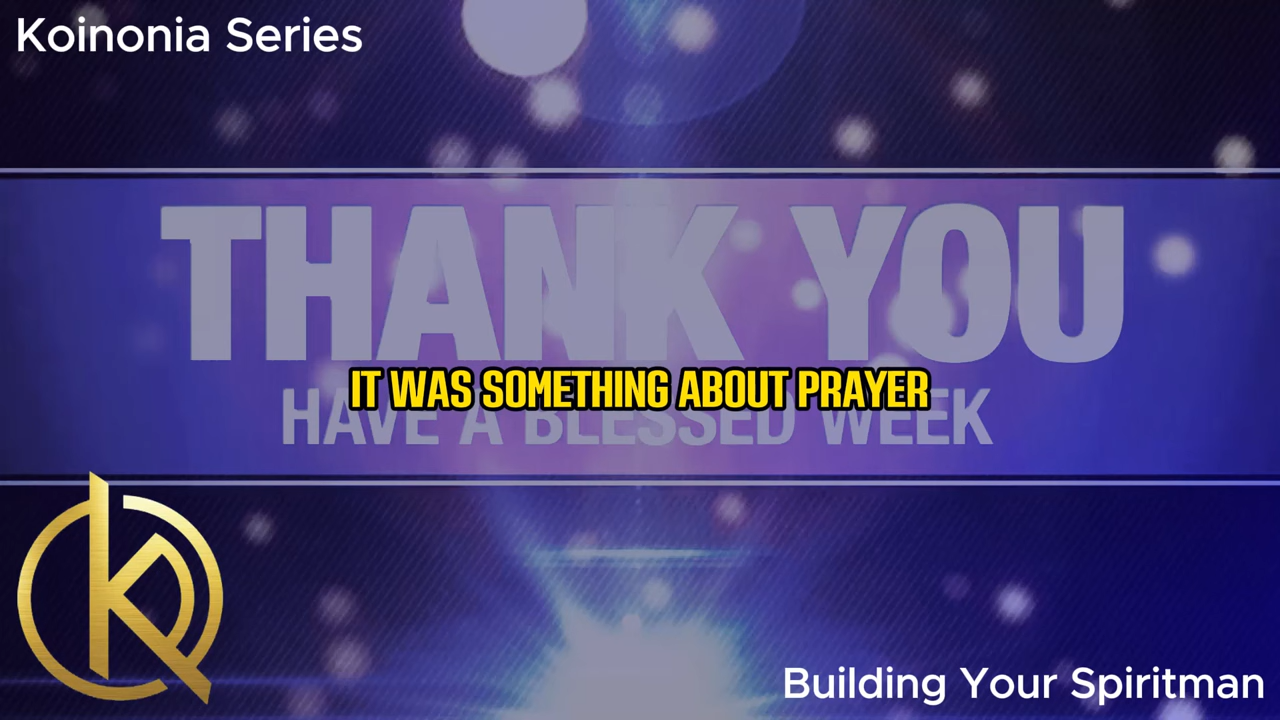 Koinonia Series
THANK YOU
IT WAS SOMETHING ABOUT PRAYER
HAVE A BLESSED WEEK
Building Your Spiritman